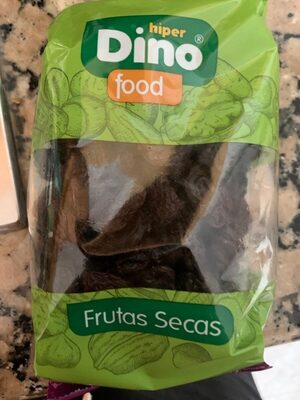 hiper
Dino®
food
Frutas Secas